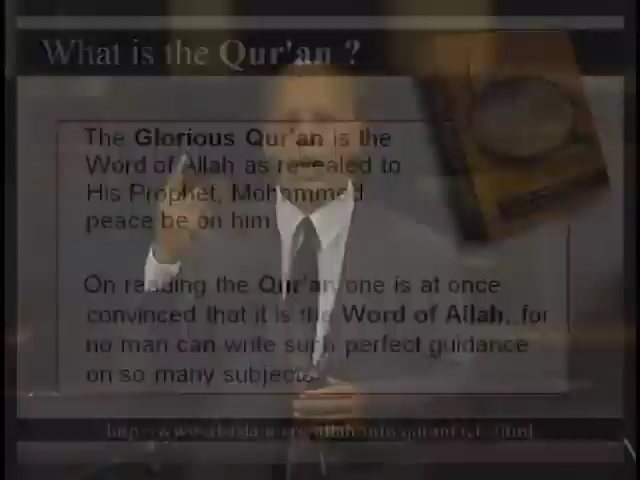 What is the Qur'an ?
The Glorious Qur'an is the
Word of Allah as revealed to
His Prophet, Mohammed
peace be on him
On reading the Qur'an one is at once
convinced that it is the Word of Allah, for
no man can write such perfect guidance
on so many subjects